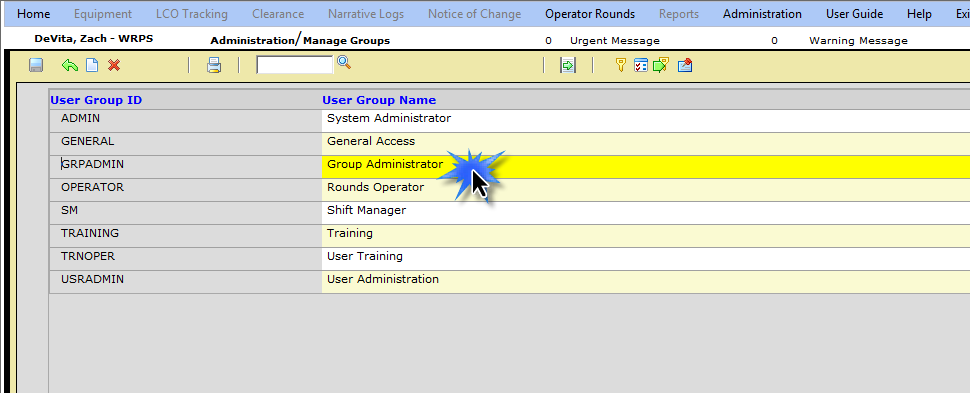 Home Equipment LCO Tracking Clearance Narrative Logs Notice of Change Operator Rounds Reports Administration User Guide Help Exi
DeVita, Zach - WRPS Administration/Manage Groups 0 Urgent Message 0 Warning Message
User Group ID User Group Name
ADMIN System Administrator
GENERAL General Access
GRPADMIN Group Administrator
OPERATOR Rounds Operator
SM Shift Manager
TRAINING Training
TRNOPER User Training
USRADMIN User Administration